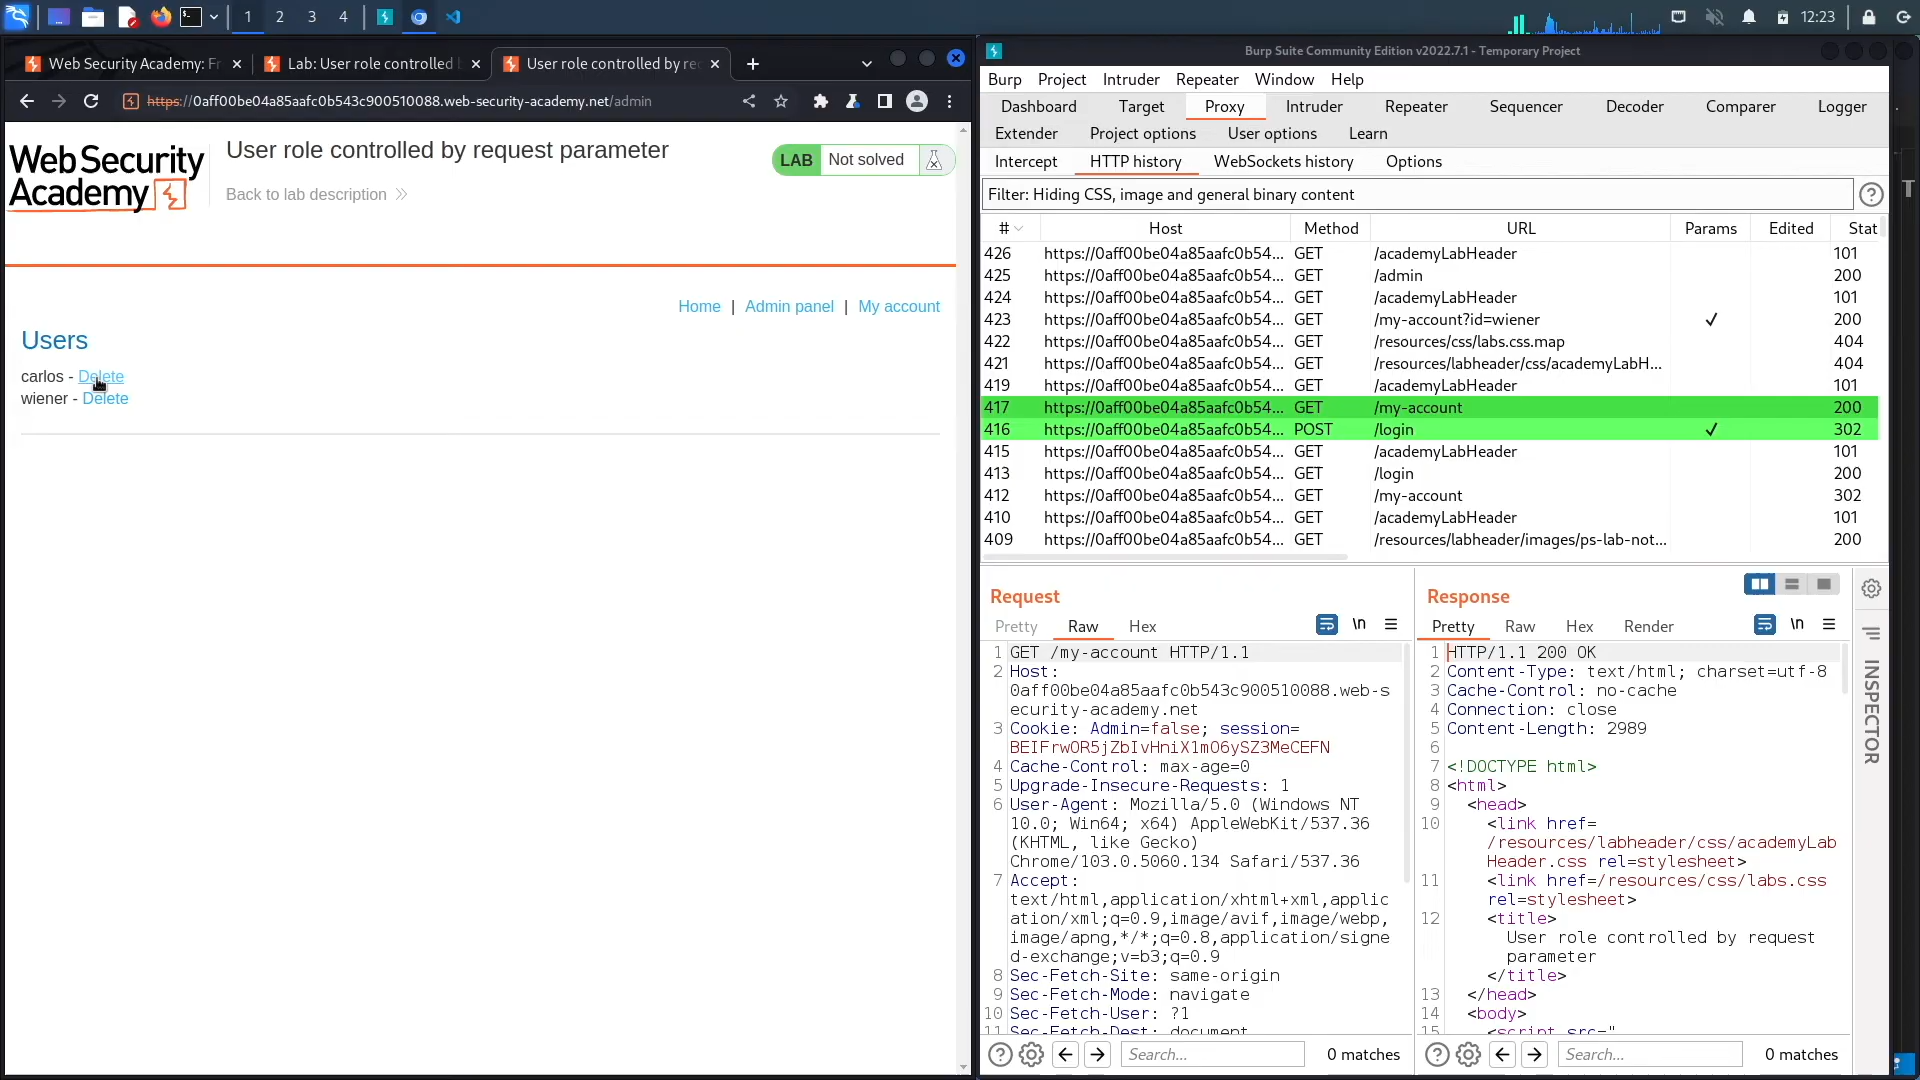 1 2 3 4
12:23
Web Security Academy: Fr
Lab: User role controlled b
User role controlled by re
https://0aff00be04a85aafc0b543c900510088.web-security-academy.net/admin
Web Security
Academy
User role controlled by request parameter
Back to lab description
LAB Not solved
Home | Admin panel | My account
Users
carlos - Delete
wiener - Delete
Burp Suite Community Edition v2022.7.1 - Temporary Project
Burp Project Intruder Repeater Window Help
Dashboard Target Proxy Intruder Repeater Sequencer Decoder Comparer Logger
Extender Project options User options Learn
Intercept HTTP history WebSockets history Options
Filter: Hiding CSS, image and general binary content
# Host Method URL Params Edited Stat
426 https://0aff00be04a85aafc0b54... GET /academyLabHeader 101
425 https://0aff00be04a85aafc0b54... GET /admin 200
424 https://0aff00be04a85aafc0b54... GET /academyLabHeader 101
423 https://0aff00be04a85aafc0b54... GET /my-account?id=wiener ✓ 200
422 https://0aff00be04a85aafc0b54... GET /resources/css/labs.css.map 404
421 https://0aff00be04a85aafc0b54... GET /resources/labheader/css/academyLabH... 404
419 https://0aff00be04a85aafc0b54... GET /academyLabHeader 101
417 https://0aff00be04a85aafc0b54... GET /my-account 200
416 https://0aff00be04a85aafc0b54... POST /login ✓ 302
415 https://0aff00be04a85aafc0b54... GET /academyLabHeader 101
413 https://0aff00be04a85aafc0b54... GET /login 200
412 https://0aff00be04a85aafc0b54... GET /my-account 302
410 https://0aff00be04a85aafc0b54... GET /academyLabHeader 101
409 https://0aff00be04a85aafc0b54... GET /resources/labheader/images/ps-lab-not... 200
Request
Pretty Raw Hex \n
1 GET /my-account HTTP/1.1
2 Host:
0aff00be04a85aafc0b543c900510088.web-s
ecurity-academy.net
3 Cookie: Admin=false; session=
BEIFrwOR5jZbIvHniX1mO6ySZ3MeCEFN
4 Cache-Control: max-age=0
5 Upgrade-Insecure-Requests: 1
6 User-Agent: Mozilla/5.0 (Windows NT
10.0; Win64; x64) AppleWebKit/537.36
(KHTML, like Gecko)
Chrome/103.0.5060.134 Safari/537.36
7 Accept:
text/html,application/xhtml+xml,applic
ation/xml;q=0.9,image/avif,image/webp,
image/apng,*/*;q=0.8,application/signe
d-exchange;v=b3;q=0.9
8 Sec-Fetch-Site: same-origin
9 Sec-Fetch-Mode: navigate
10 Sec-Fetch-User: ?1
11 Sec-Fetch-Dest: document
Search... 0 matches
Response
Pretty Raw Hex Render \n
1 HTTP/1.1 200 OK
2 Content-Type: text/html; charset=utf-8
3 Cache-Control: no-cache
4 Connection: close
5 Content-Length: 2989
6
7 <!DOCTYPE html>
8 <html>
9 <head>
10 <link href=
/resources/labheader/css/academyLab
Header.css rel=stylesheet>
11 <link href=/resources/css/labs.css
rel=stylesheet>
12 <title>
User role controlled by request
parameter
</title>
13 </head>
14 <body>
15 <script src="
Search... 0 matches
INSPECTOR